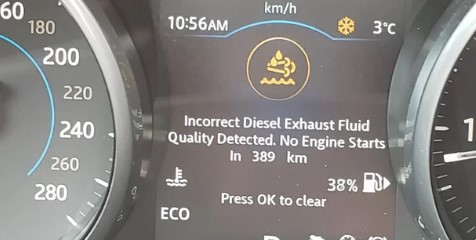 60
km/h
180
10:56AM
3°C
200
220
Incorrect Diesel Exhaust Fluid
240
Quality Detected. No Engine Starts
In 389 km
260
38%
280
Press OK to clear
ECO
1